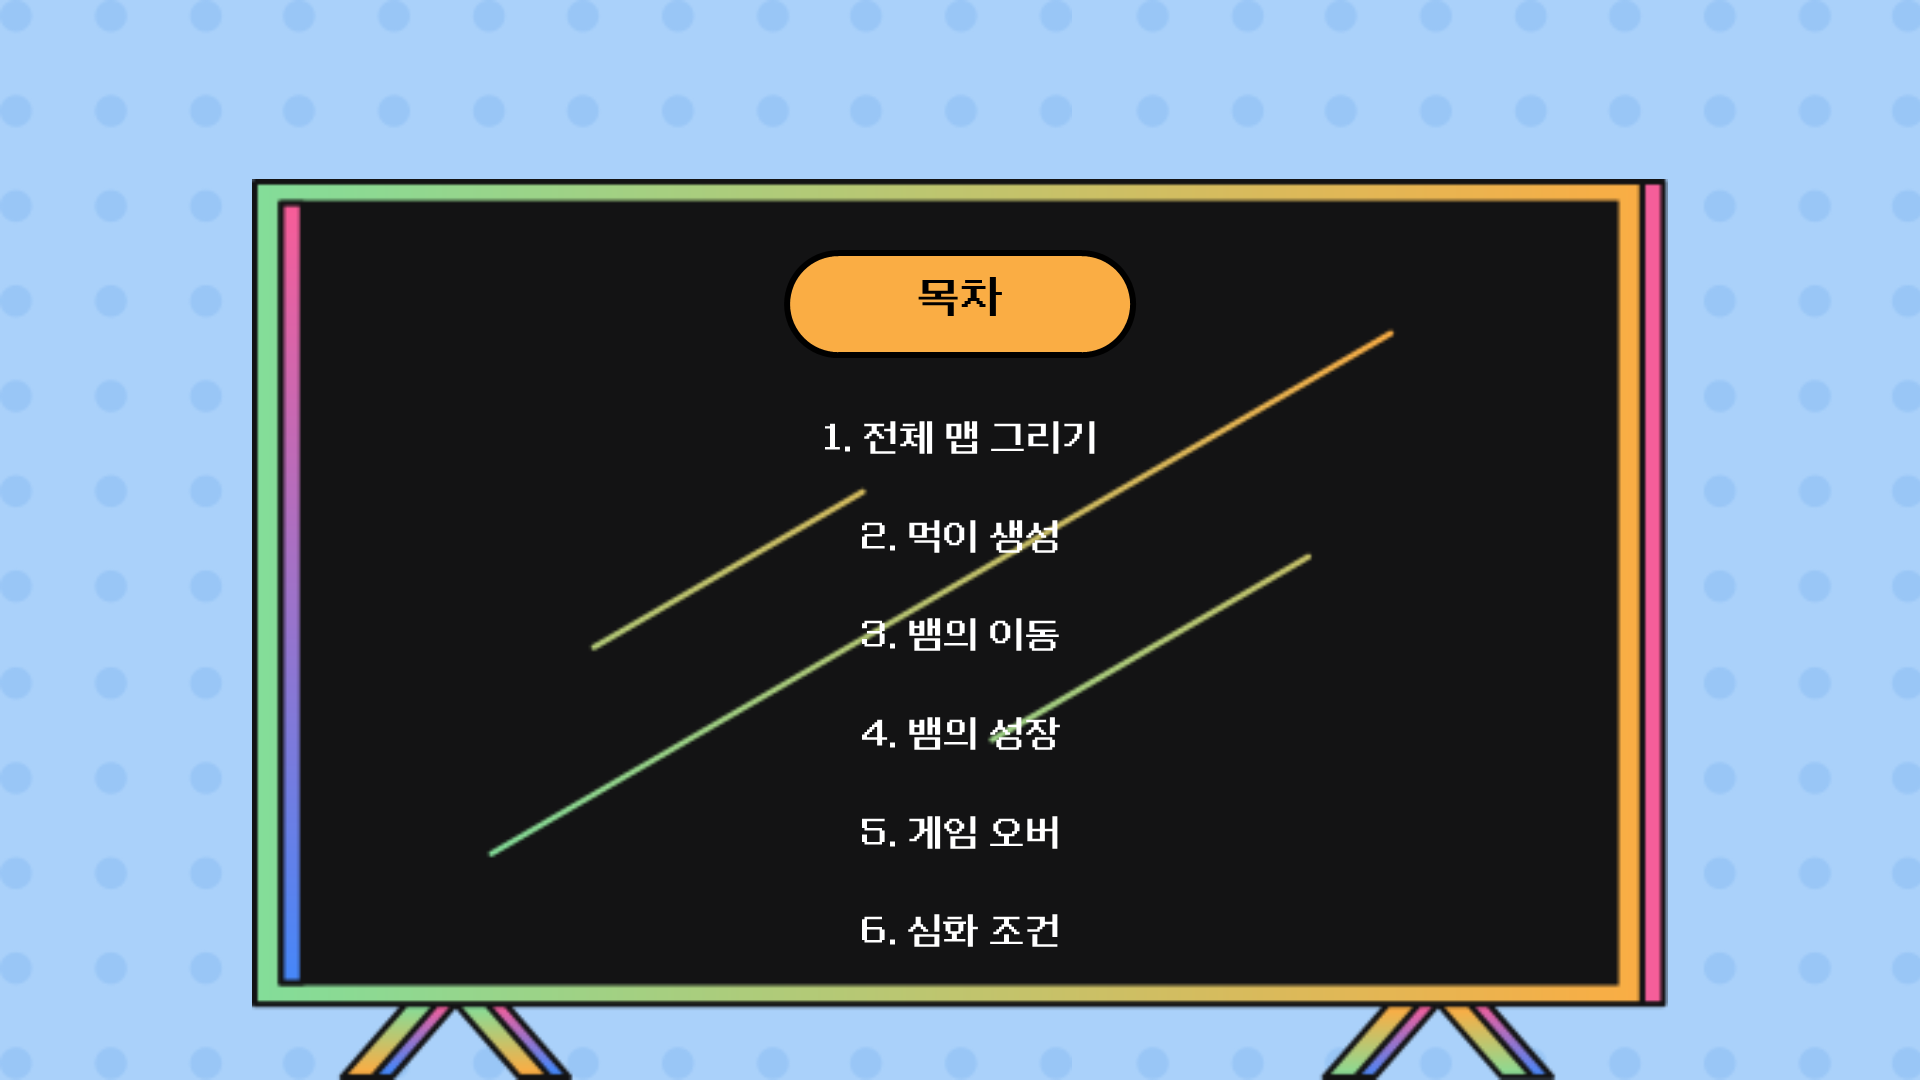 목차
1. 전체 맵 그리기
2. 먹이 생성
3. 뱀의 이동
4. 뱀의 성장
5. 게임 오버
6. 심화 조건